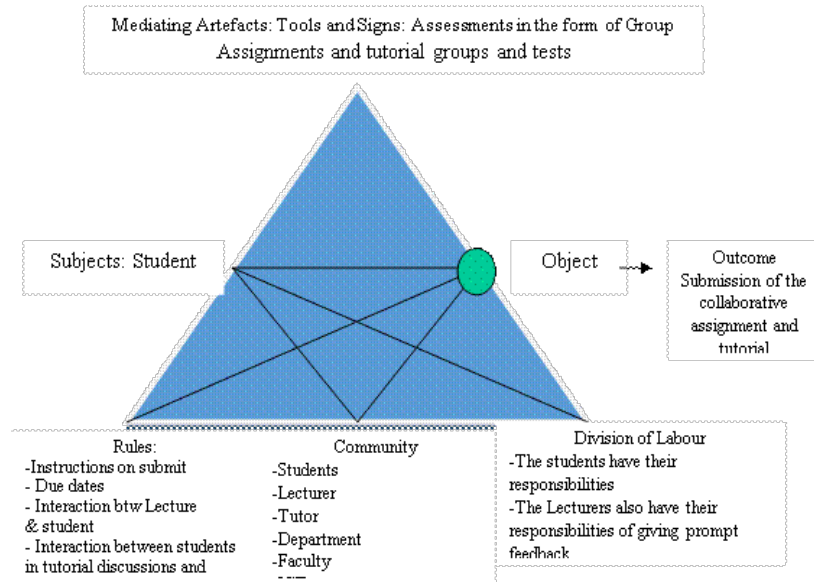 Mediating Artefacts: Tools and Signs: Assessments in the form of Group
Assignments and tutorial groups and tests
Subjects: Student
Object
Outcome
Submission of the
collaborative
assignment and
tutorial
Rules:
-Instructions on submit
- Due dates
- Interaction btw Lecture
& student
- Interaction between students
in tutorial discussions and
Community
-Students
-Lecturer
-Tutor
-Department
-Faculty
Division of Labour
-The students have their
responsibilities
-The Lecturers also have their
responsibilities of giving prompt
feedback